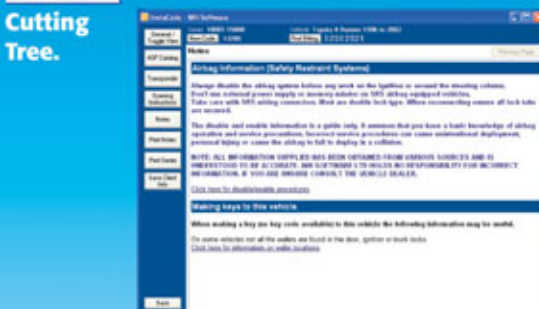 Cutting
Tree.
InstaCode WH Software
General /
Toggle View
Notes
Airbag Information (Safety Restraint Systems)
Always disable the airbag system before any work on the ignition or around the steering column.
Don't use external power supply or memory minder on SRS airbag equipped vehicles.
Take care with SRS wiring connectors. Most are double lock type. When reconnecting ensure all lock tabs
are secured.
The disable and enable information is a guide only. It assumes that you have a basic knowledge of airbag
operation and service precautions. Incorrect service procedures can cause unintentional deployment,
personal injury or cause the airbag to fail to deploy in a collision.
NOTE: ALL INFORMATION SUPPLIED HAS BEEN OBTAINED FROM VARIOUS SOURCES AND IS
UNDERSTOOD TO BE ACCURATE. WH SOFTWARE LTD HOLDS NO RESPONSIBILITY FOR INCORRECT
INFORMATION. IF YOU ARE UNSURE CONSULT THE VEHICLE DEALER.
Click here for disable/enable procedures
Making keys to this vehicle
When making a key (no key code available) to this vehicle the following information may be useful.
On some vehicles not all the wafers are found in the door, ignition or trunk locks
Click here for information on wafer locations
Transponder
Notes
Print Notes
Print Series
Save Client
Info
Back